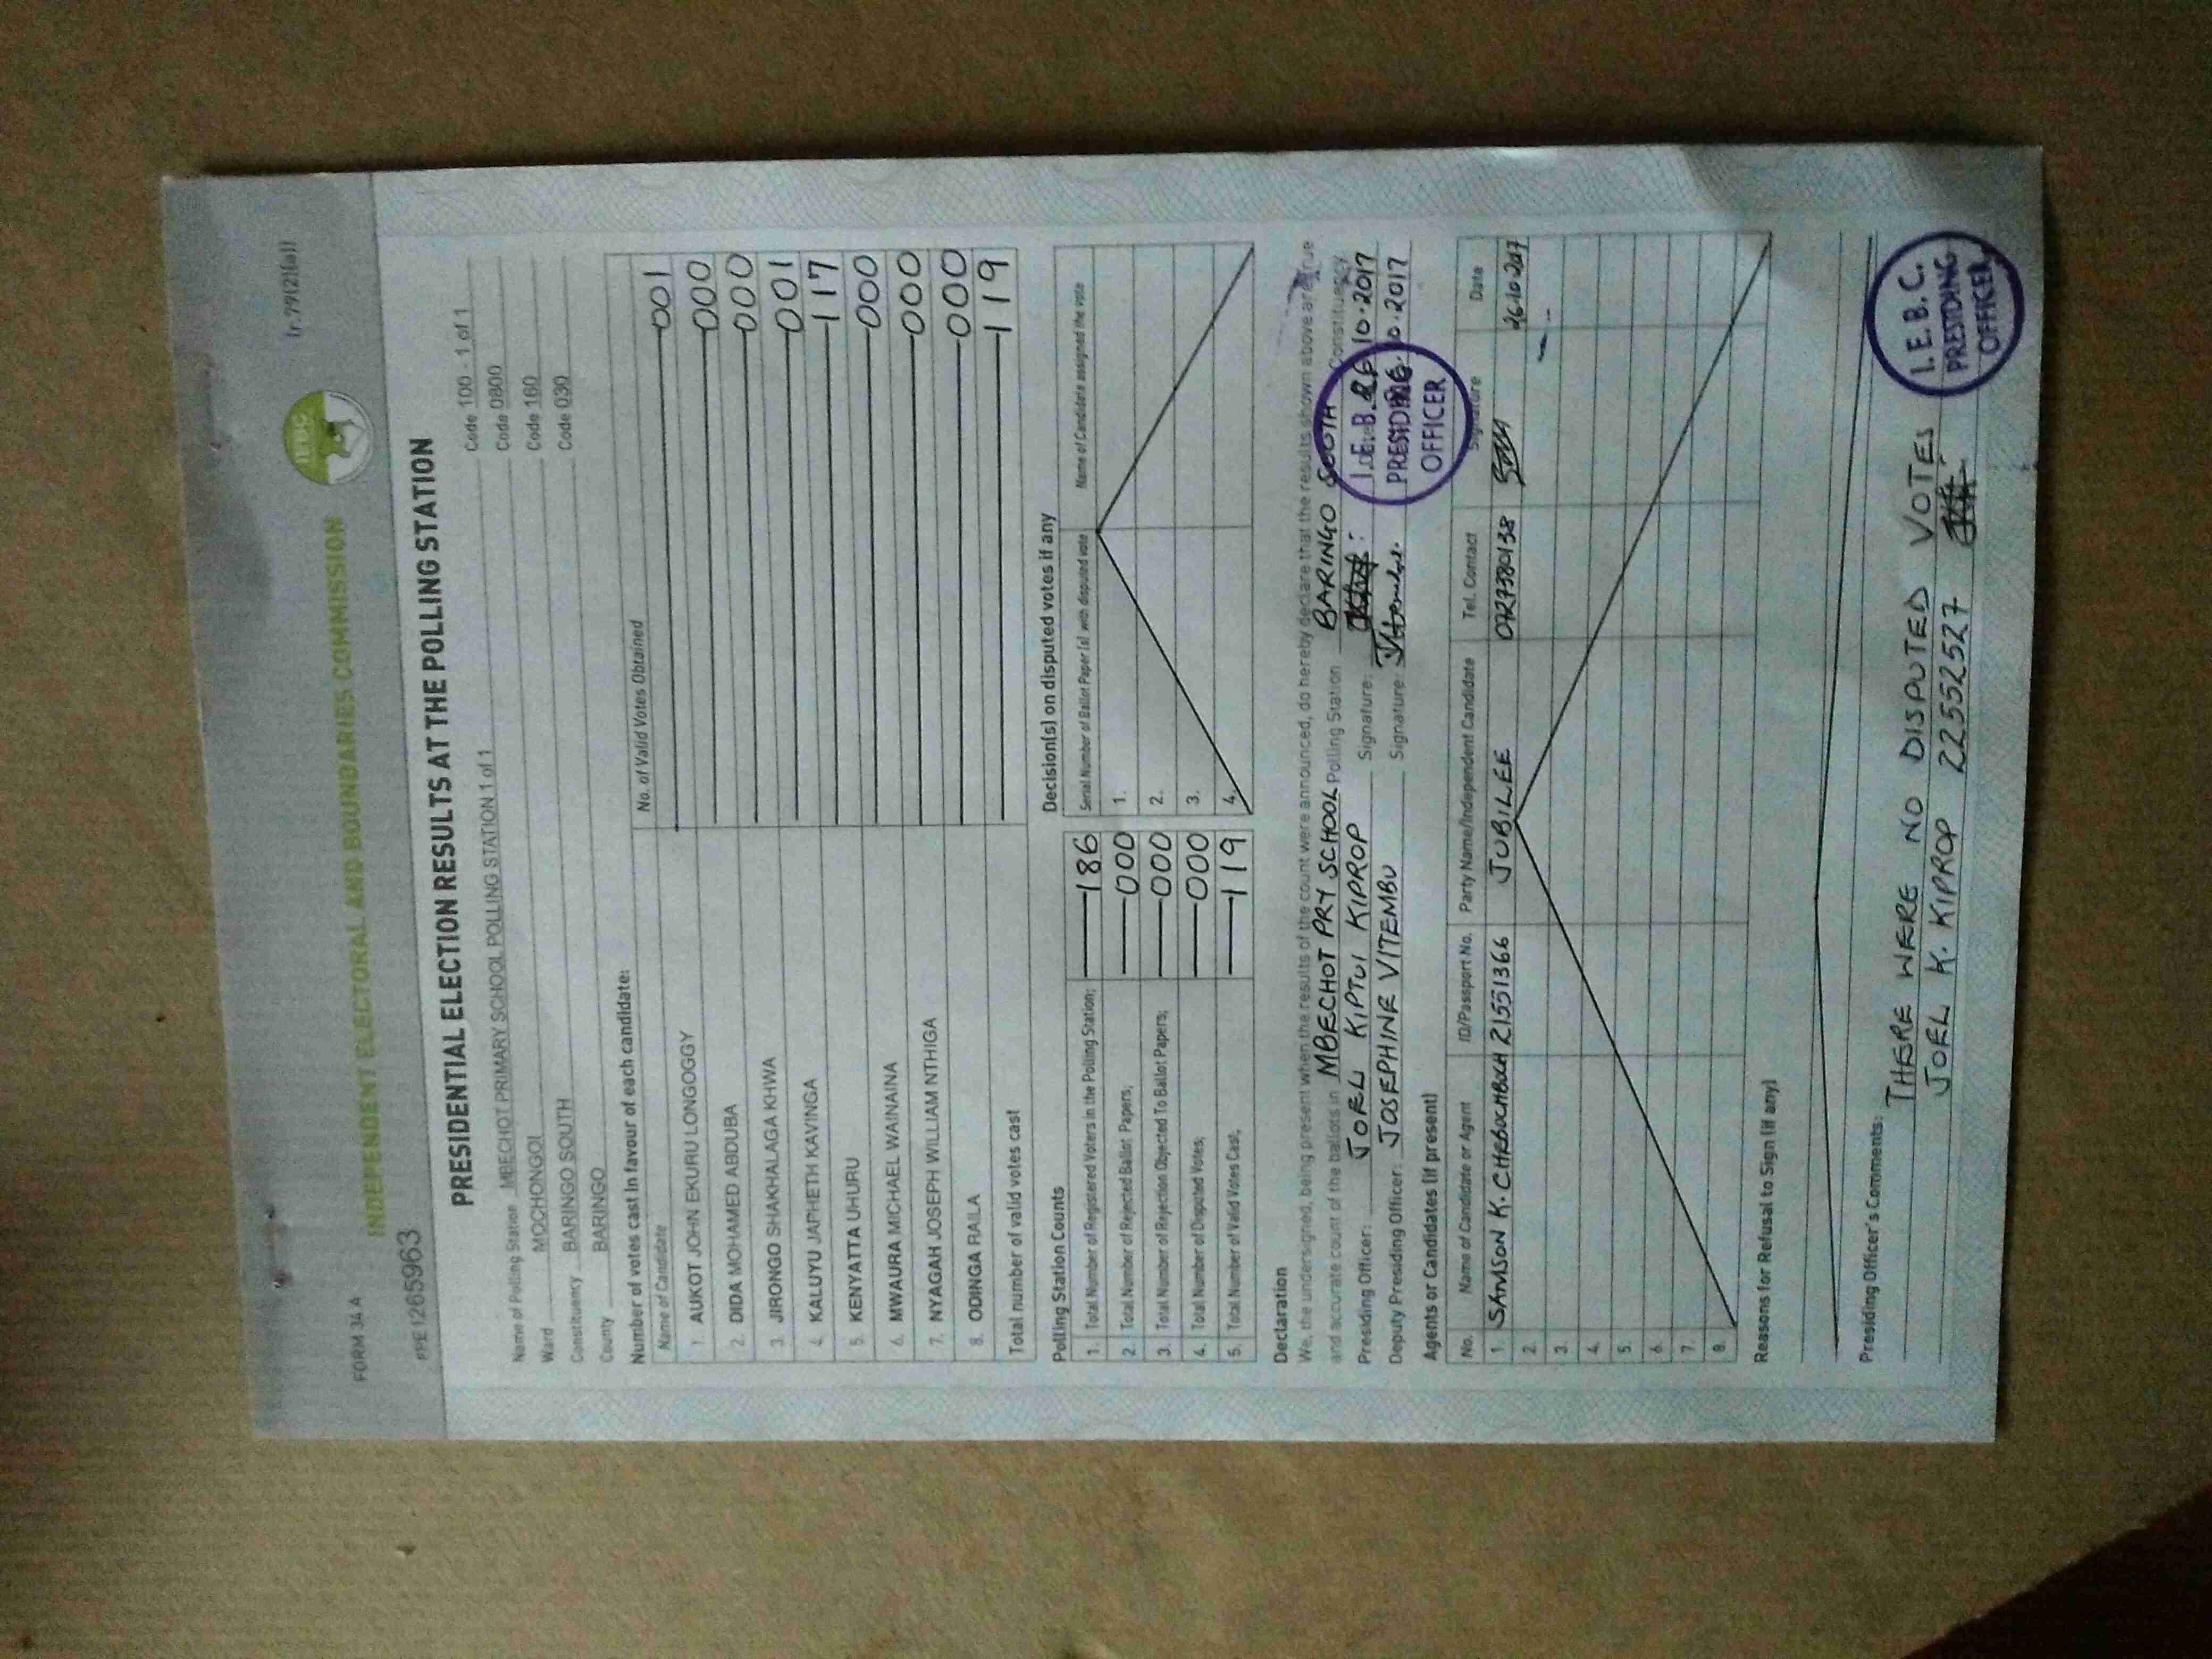 FORM 34 A
(r.79(2)(a))
INDEPENDENT ELECTORAL AND BOUNDARIES COMMISSION
IEBC
PRESIDENTIAL ELECTION RESULTS AT THE POLLING STATION
Name of Polling Station MBECHOT PRIMARY SCHOOL POLLING STATION 1 of 1 Code 100 - 1 of 1
Ward MOCHONGOI Code 0800
Constituency BARINGO SOUTH Code 160
County BARINGO Code 030
Number of votes cast in favour of each candidate:
Name of Candidate No. of Valid Votes Obtained
1. AUKOT JOHN EKURU LONGOGGY 001
2. DIDA MOHAMED ABDUBA 000
3. JIRONGO SHAKHALAGA KHWA 000
4. KALUYU JAPHETH KAVINGA 001
5. KENYATTA UHURU 117
6. MWAURA MICHAEL WAINAINA 000
7. NYAGAH JOSEPH WILLIAM NTHIGA 000
8. ODINGA RAILA 000
Total number of valid votes cast 119
Polling Station Counts
1. Total Number of Registered Voters in the Polling Station; 186
2. Total Number of Rejected Ballot Papers; 000
3. Total Number of Rejection Objected To Ballot Papers; 000
4. Total Number of Disputed Votes; 000
5. Total Number of Valid Votes Cast; 119
Decision(s) on disputed votes if any
Serial Number of Ballot Paper (s) with disputed vote Name of Candidate assigned the vote
1.
2.
3.
4.
Declaration
We, the undersigned, being present when the results of the count were announced, do hereby declare that the results shown above are true
and accurate count of the ballots in MBECHOT PRY SCHOOL Polling Station BARINGO SOUTH Constituency
Presiding Officer: JOEL KIPTUI KIPROP Signature: 26.10.2017
Deputy Presiding Officer: JOSEPHINE VITEMBU Signature: 10.2017
I.E.B.C.
PRESIDING
OFFICER
Agents or Candidates (if present)
No. Name of Candidate or Agent ID/Passport No. Party Name/Independent Candidate Tel. Contact Signature Date
1. SAMSON K. CHEBOCHBOCH 21551366 JUBILEE 0727380138 26.10.2017
2.
3.
4.
5.
6.
7.
8.
Reasons for Refusal to Sign (if any)
Presiding Officer's Comments:
THERE WERE NO DISPUTED VOTES
JOEL K. KIPROP 22552527
I.E.B.C.
PRESIDING
OFFICER